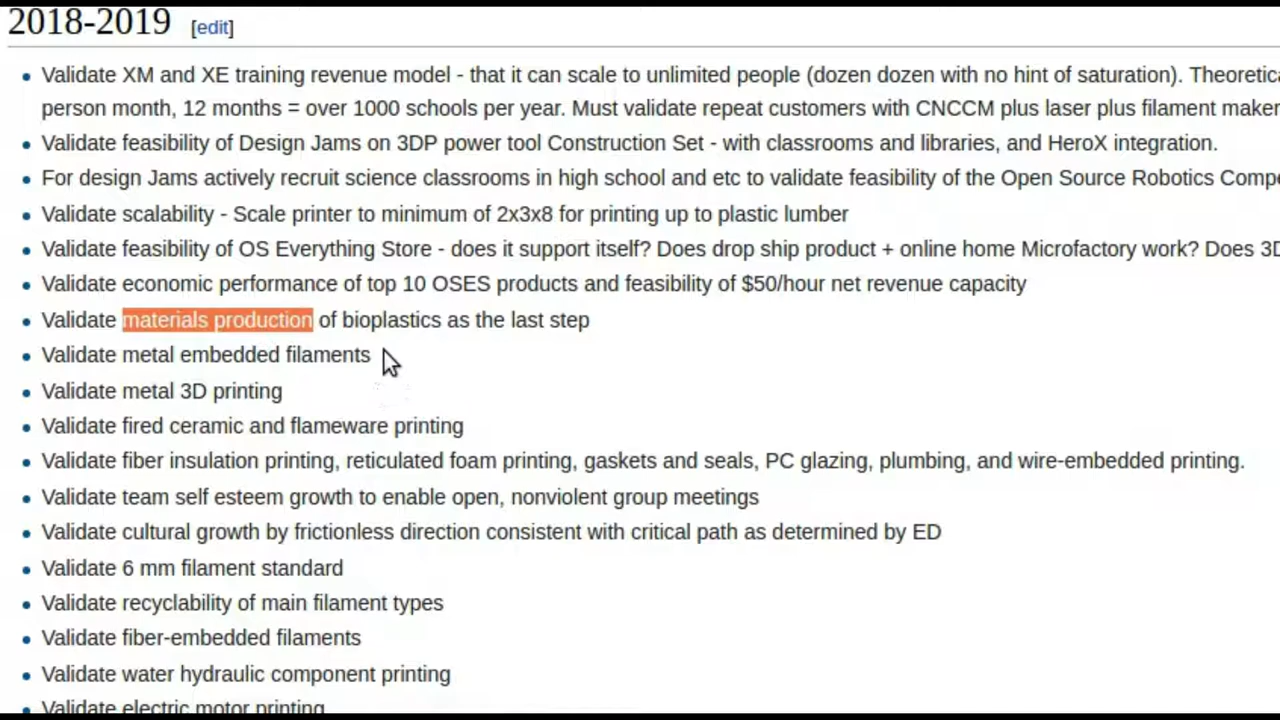 2018-2019 [edit]
Validate XM and XE training revenue model - that it can scale to unlimited people (dozen dozen with no hint of saturation).
person month, 12 months = over 1000 schools per year. Must validate repeat customers with CNCCM plus laser plus filament maker
Validate feasibility of Design Jams on 3DP power tool Construction Set - with classrooms and libraries, and HeroX integration.
For design Jams actively recruit science classrooms in high school and etc to validate feasibility of the Open Source Robotics
Validate scalability - Scale printer to minimum of 2x3x8 for printing up to plastic lumber
Validate feasibility of OS Everything Store - does it support itself? Does drop ship product + online home Microfactory work? Does
Validate economic performance of top 10 OSES products and feasibility of $50/hour net revenue capacity
Validate materials production of bioplastics as the last step
Validate metal embedded filaments
Validate metal 3D printing
Validate fired ceramic and flameware printing
Validate fiber insulation printing, reticulated foam printing, gaskets and seals, PC glazing, plumbing, and wire-embedded printing.
Validate team self esteem growth to enable open, nonviolent group meetings
Validate cultural growth by frictionless direction consistent with critical path as determined by ED
Validate 6 mm filament standard
Validate recyclability of main filament types
Validate fiber-embedded filaments
Validate water hydraulic component printing
Validate electric motor printing